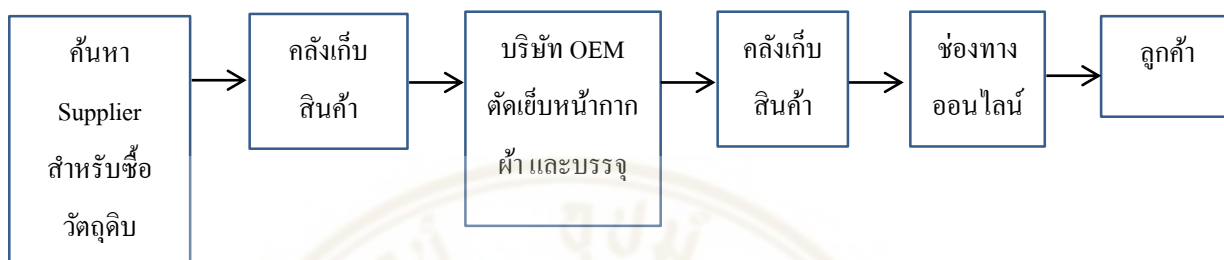 ค้นหา
Supplier
สำหรับซื้อ
วัตถุดิบ
คลังเก็บ
สินค้า
บริษัท OEM
ตัดเย็บหน้ากาก
ผ้า และบรรจุ
คลังเก็บ
สินค้า
ช่องทาง
ออนไลน์
ลูกค้า